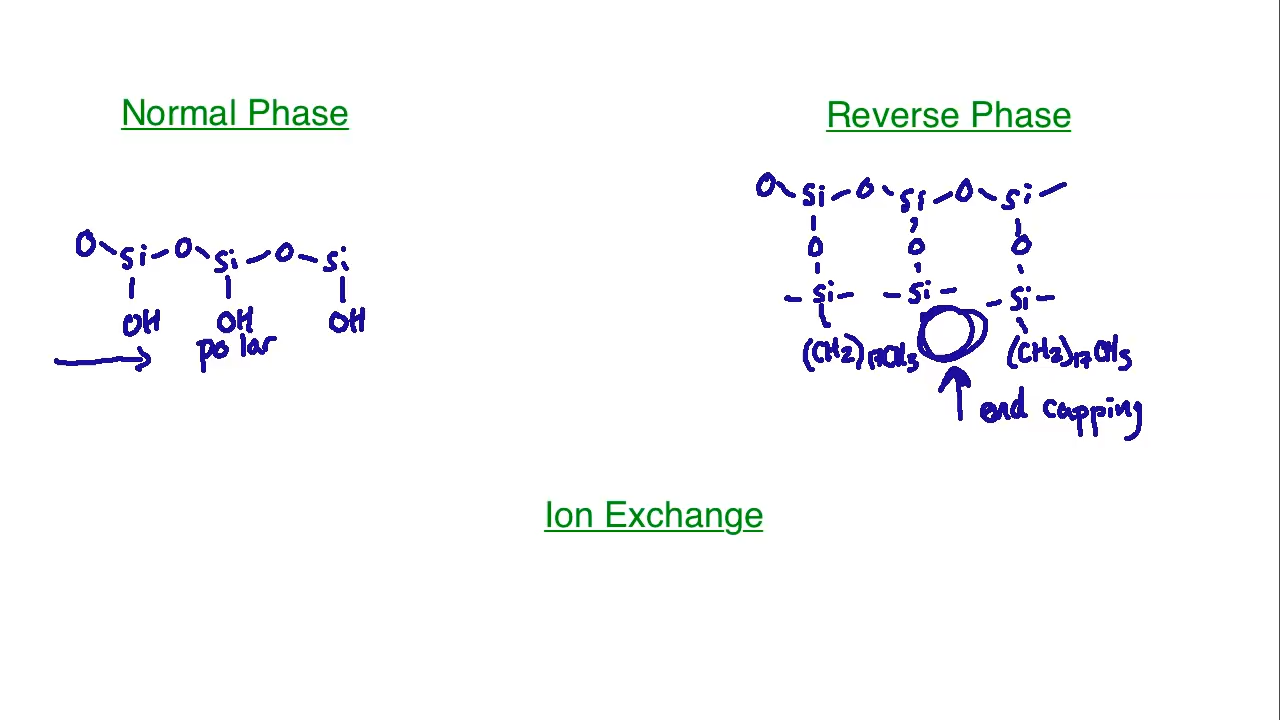 Normal Phase
Reverse Phase
O Si O Si O Si
OH OH OH
polar
O Si O Si O Si
O O O
Si Si Si
(CH2)17CH3 (CH2)17CH3
end capping
Ion Exchange